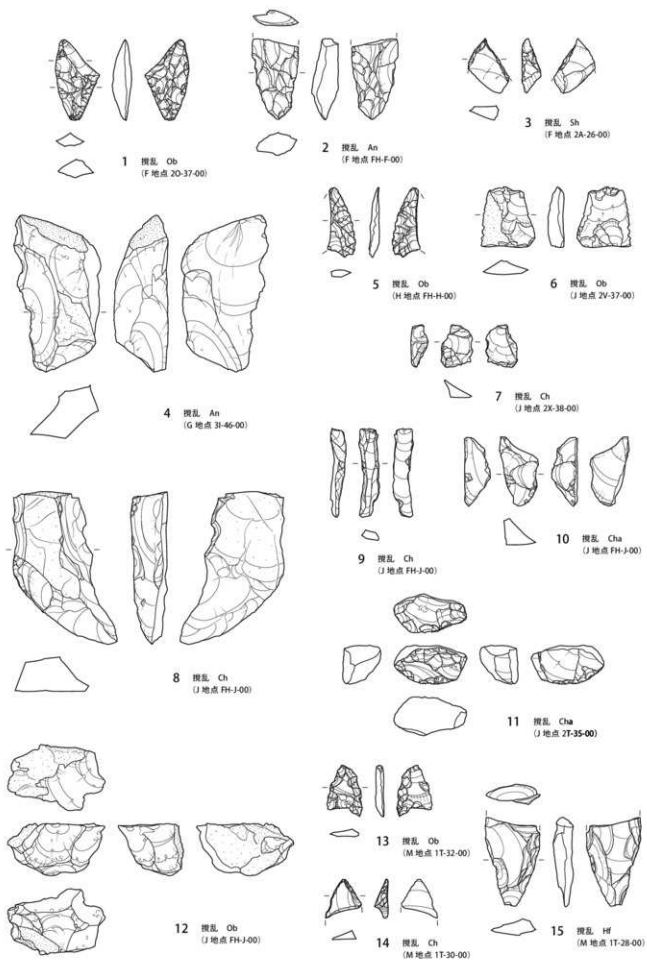 1 撹乱 Ob
(F 地点 2O-37-00)
2 撹乱 An
(F 地点 FH-F-00)
3 撹乱 Sh
(F 地点 2A-26-00)
4 撹乱 An
(G 地点 3I-46-00)
5 撹乱 Ob
(H 地点 FH-H-00)
6 撹乱 Ob
(J 地点 2V-37-00)
7 撹乱 Ch
(J 地点 2X-38-00)
8 撹乱 Ch
(J 地点 FH-J-00)
9 撹乱 Ch
(J 地点 FH-J-00)
10 撹乱 Cha
(J 地点 FH-J-00)
11 撹乱 Cha
(J 地点 2T-35-00)
12 撹乱 Ob
(J 地点 FH-J-00)
13 撹乱 Ob
(M 地点 1T-32-00)
14 撹乱 Ch
(M 地点 1T-30-00)
15 撹乱 Hf
(M 地点 1T-28-00)